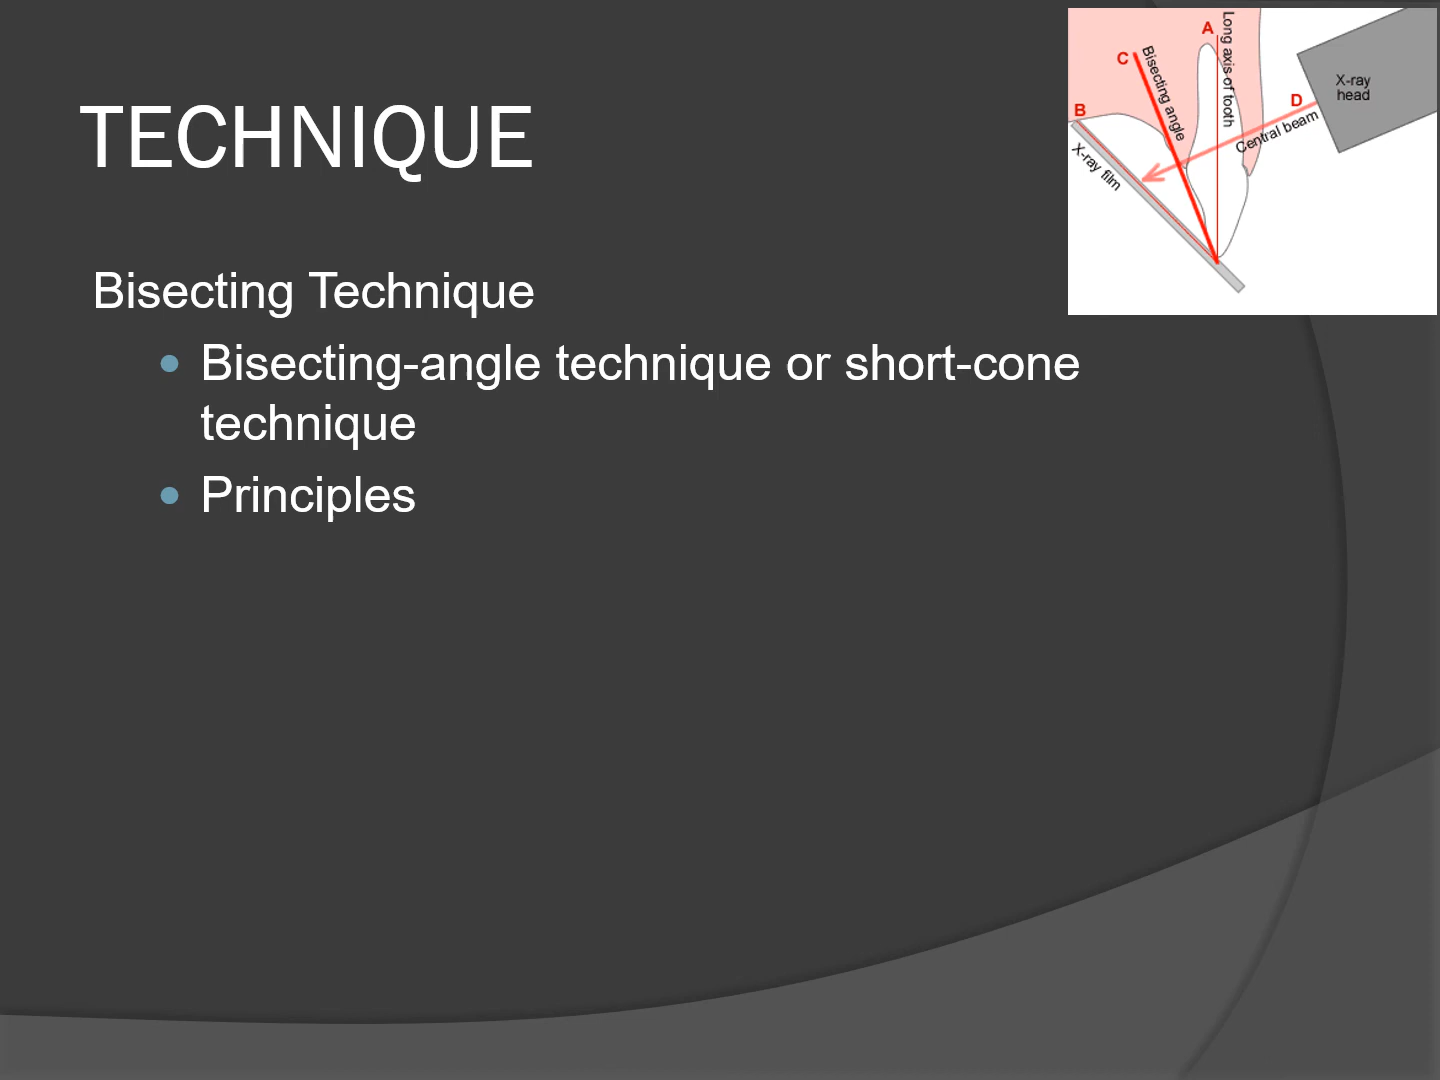 TECHNIQUE
Bisecting Technique
Bisecting-angle technique or short-cone
technique
Principles
A
Long axis of tooth
C
Bisecting angle
B
X-ray film
D
Central beam
X-ray
head